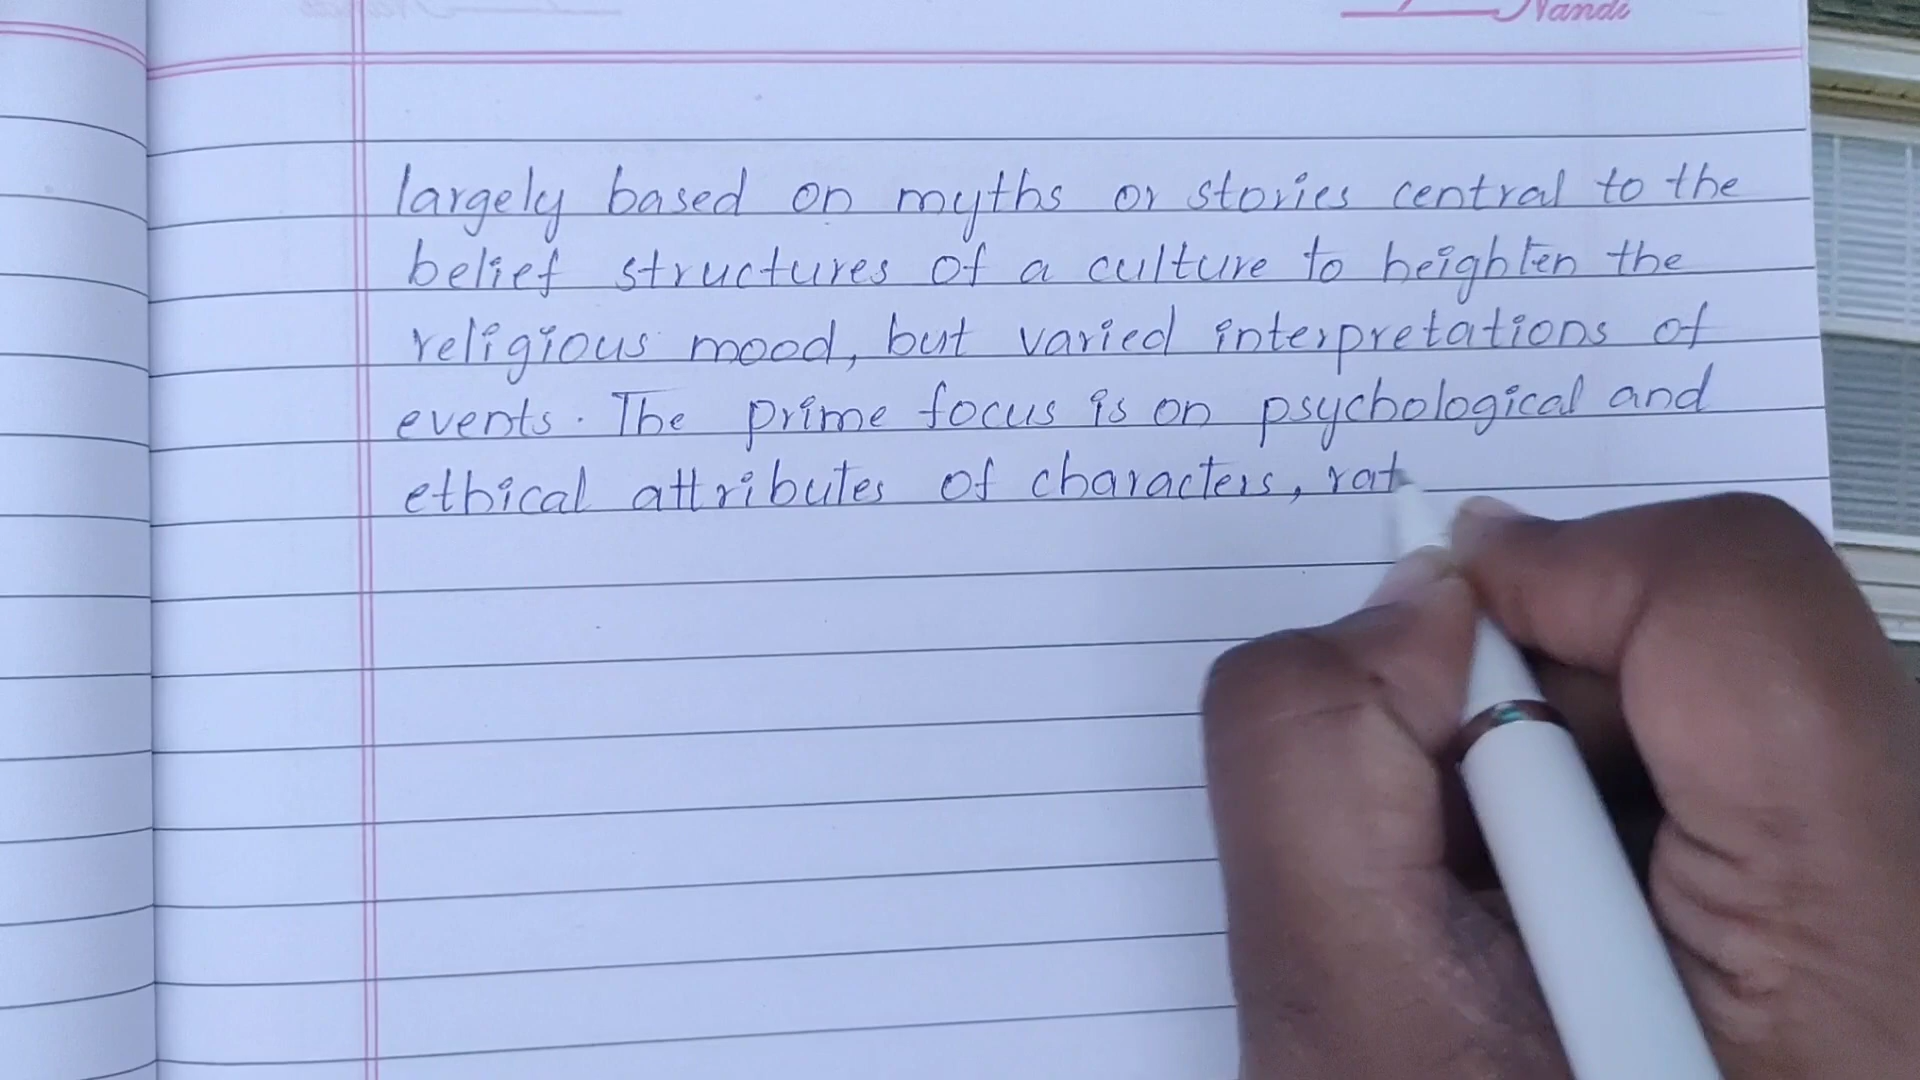 Nandi
largely based on myths or stories central to the
belief structures of a culture to heighten the
religious mood, but varied interpretations of
events. The prime focus is on psychological and
ethical attributes of characters, rat